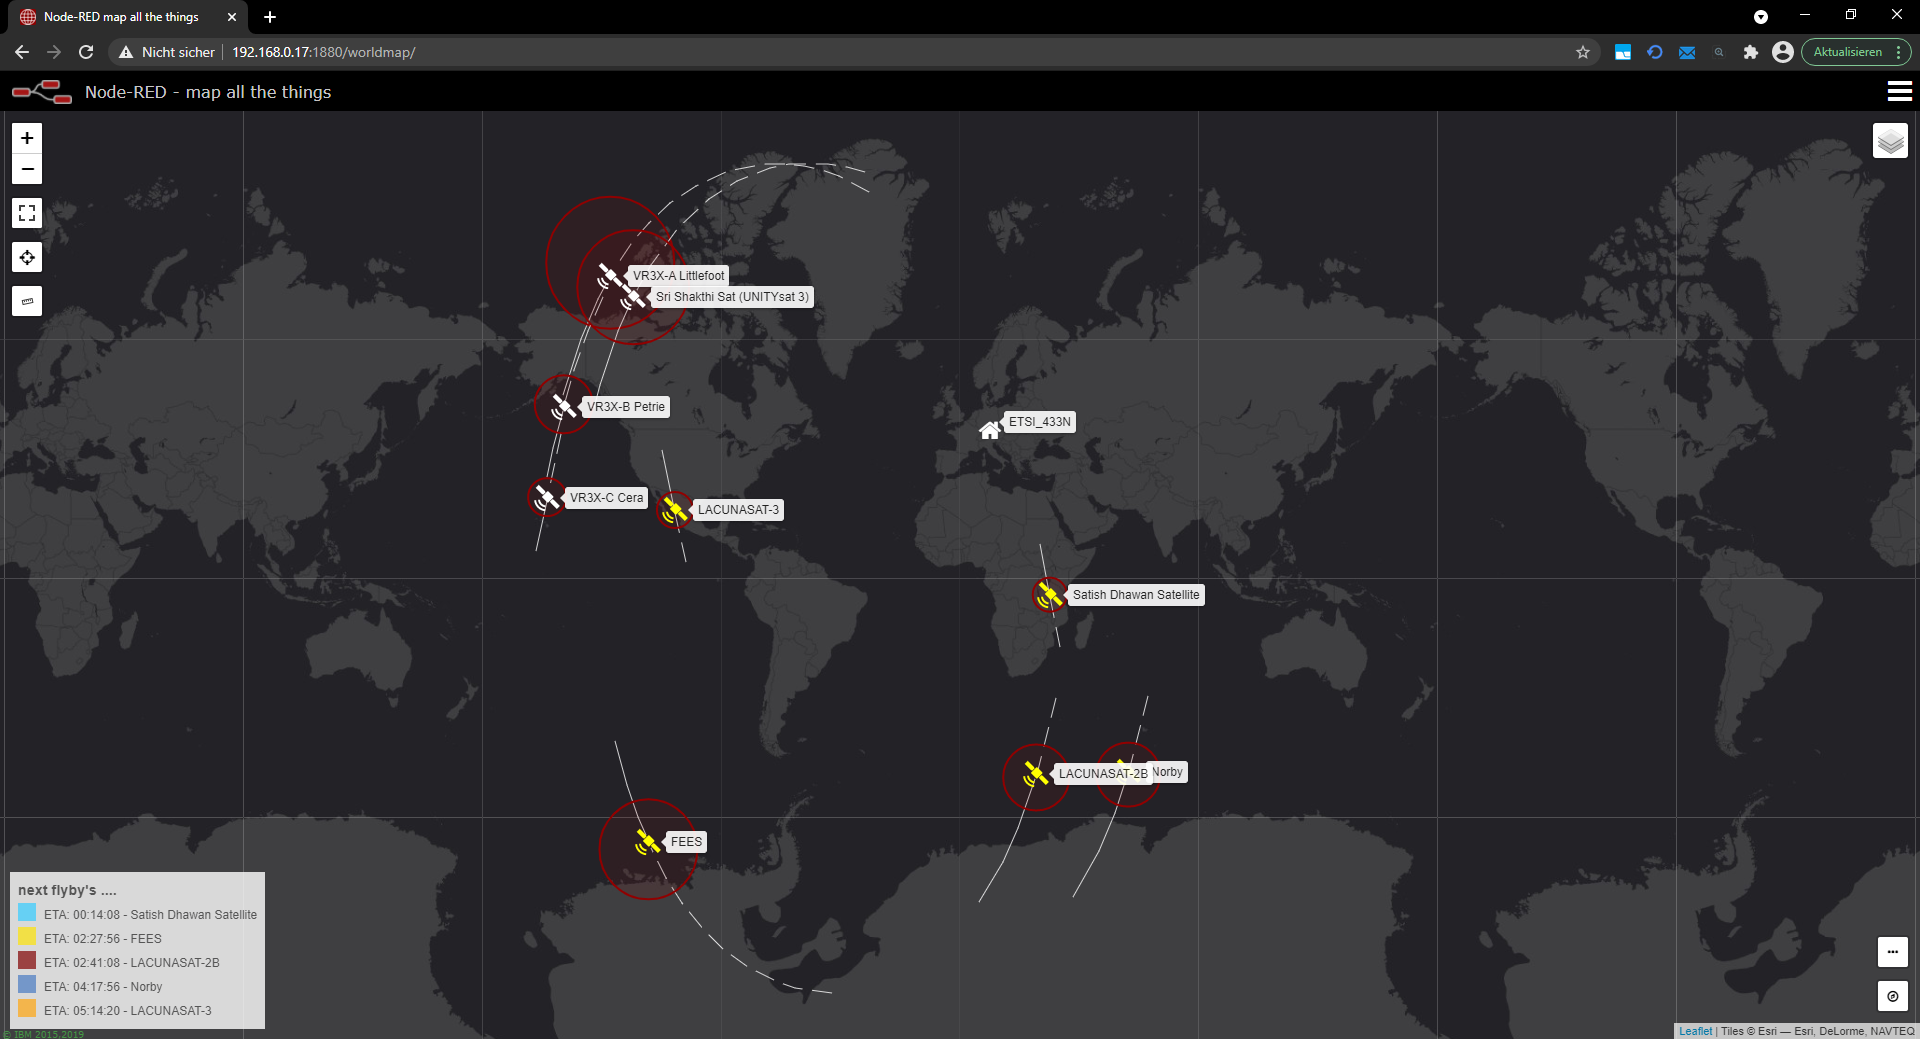 Node-RED map all the things
Nicht sicher
192.168.0.17:1880/worldmap/
Aktualisieren
Node-RED - map all the things
+
−
VR3X-A Littlefoot
Sri Shakthi Sat (UNITYsat 3)
VR3X-B Petrie
ETSI_433N
VR3X-C Cera
LACUNASAT-3
Satish Dhawan Satellite
LACUNASAT-2B
Norby
FEES
next flyby's ....
ETA: 00:14:08 - Satish Dhawan Satellite
ETA: 02:27:56 - FEES
ETA: 02:41:08 - LACUNASAT-2B
ETA: 04:17:56 - Norby
ETA: 05:14:20 - LACUNASAT-3
© IBM 2015,2019
Leaflet | Tiles © Esri — Esri, DeLorme, NAVTEQ